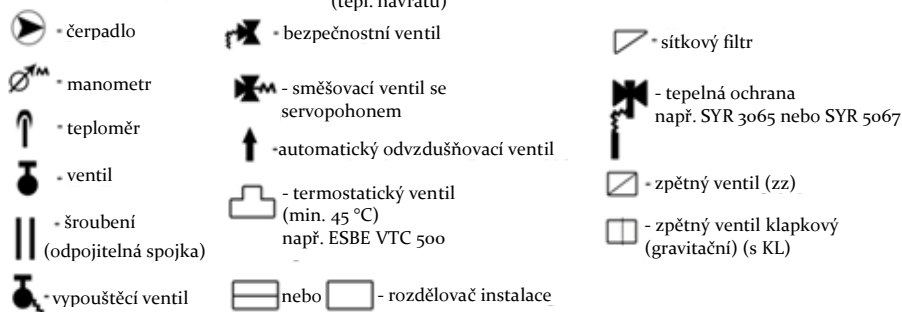 (tepl. návratu)
- čerpadlo
- manometr
- teploměr
- ventil
- šroubení
(odpojitelná spojka)
- vypouštěcí ventil
- bezpečnostní ventil
- směšovací ventil se
servopohonem
-automatický odvzdušňovací ventil
- termostatický ventil
(min. 45 °C)
např. ESBE VTC 500
nebo - rozdělovač instalace
- sítkový filtr
- tepelná ochrana
např. SYR 3065 nebo SYR 5067
- zpětný ventil (zz)
- zpětný ventil klapkový
(gravitační) (s KL)